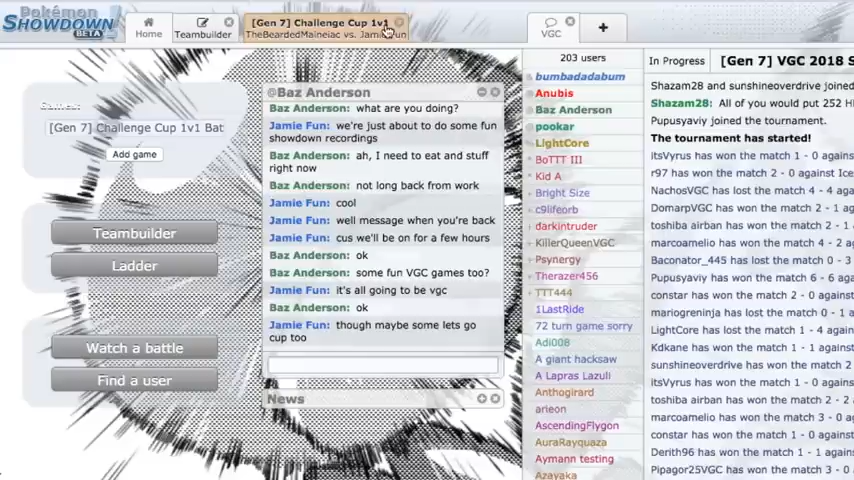 Pokémon
SHOWDOWN!
BETA
Home
Teambuilder
[Gen 7] Challenge Cup 1v1
TheBeardedMaineiac vs.
VGC
Games:
[Gen 7] Challenge Cup 1v1 Bat
Add game
Teambuilder
Ladder
Watch a battle
Find a user
@Baz Anderson
Baz Anderson: what are you doing?
Jamie Fun: we're just about to do some fun
showdown recordings
Baz Anderson: ah, I need to eat and stuff
right now
Baz Anderson: not long back from work
Jamie Fun: cool
Jamie Fun: well message when you're back
Jamie Fun: cus we'll be on for a few hours
Baz Anderson: ok
Baz Anderson: some fun VGC games too?
Jamie Fun: it's all going to be vgc
Baz Anderson: ok
Jamie Fun: though maybe some lets go
cup too
News
203 users
bumbadadabum
Anubis
Baz Anderson
pookar
LightCore
BoTTT III
Kid A
Bright Size
c9lifeorb
darkintruder
KillerQueenVGC
Psynergy
Therazer456
TTT444
1LastRide
72 turn game sorry
Adi008
A giant hacksaw
A Lapras Lazuli
Anthogirard
arieon
AscendingFlygon
AuraRayquaza
Aymann testing
Azayaka
In Progress
[Gen 7] VGC 2018 S
Shazam28 and sunshineoverdrive joined
Shazam28: All of you would put 252 H
Pupusyaviy joined the tournament.
The tournament has started!
itsVyrus has won the match 1 - 0 against
r97 has won the match 2 - 0 against Ice
NachosVGC has lost the match 4 - 4 aga
DomarpVGC has won the match 2 - 1 aga
toshiba airban has won the match 2 - 0
marcoamelio has won the match 4 - 2 a
Baconator_445 has lost the match 0 - 3
Pupusyaviy has won the match 6 - 6 aga
constar has won the match 2 - 0 against
mariogreninja has won the match 0 - 1 a
LightCore has lost the match 1 - 4 again
Kdkane has won the match 0 - 1 against
sunshineoverdrive has won the match 2
itsVyrus has won the match 1 - 0 against
toshiba airban has won the match 2 - 2
marcoamelio has won the match 3 - 0 a
constar has won the match 1 - 0 against
Derith96 has won the match 1 - 1 agains
Pipagor25VGC has won the match 3 - 0